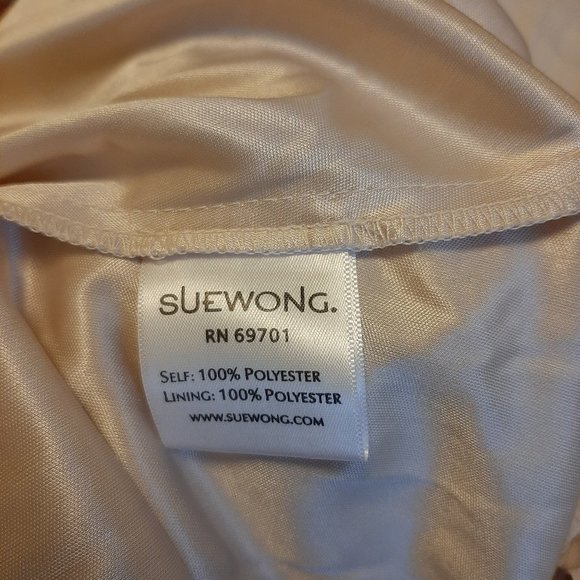 SUEWONG.
RN 69701
SELF: 100% POLYESTER
LINING: 100% POLYESTER
WWW.SUEWONG.COM